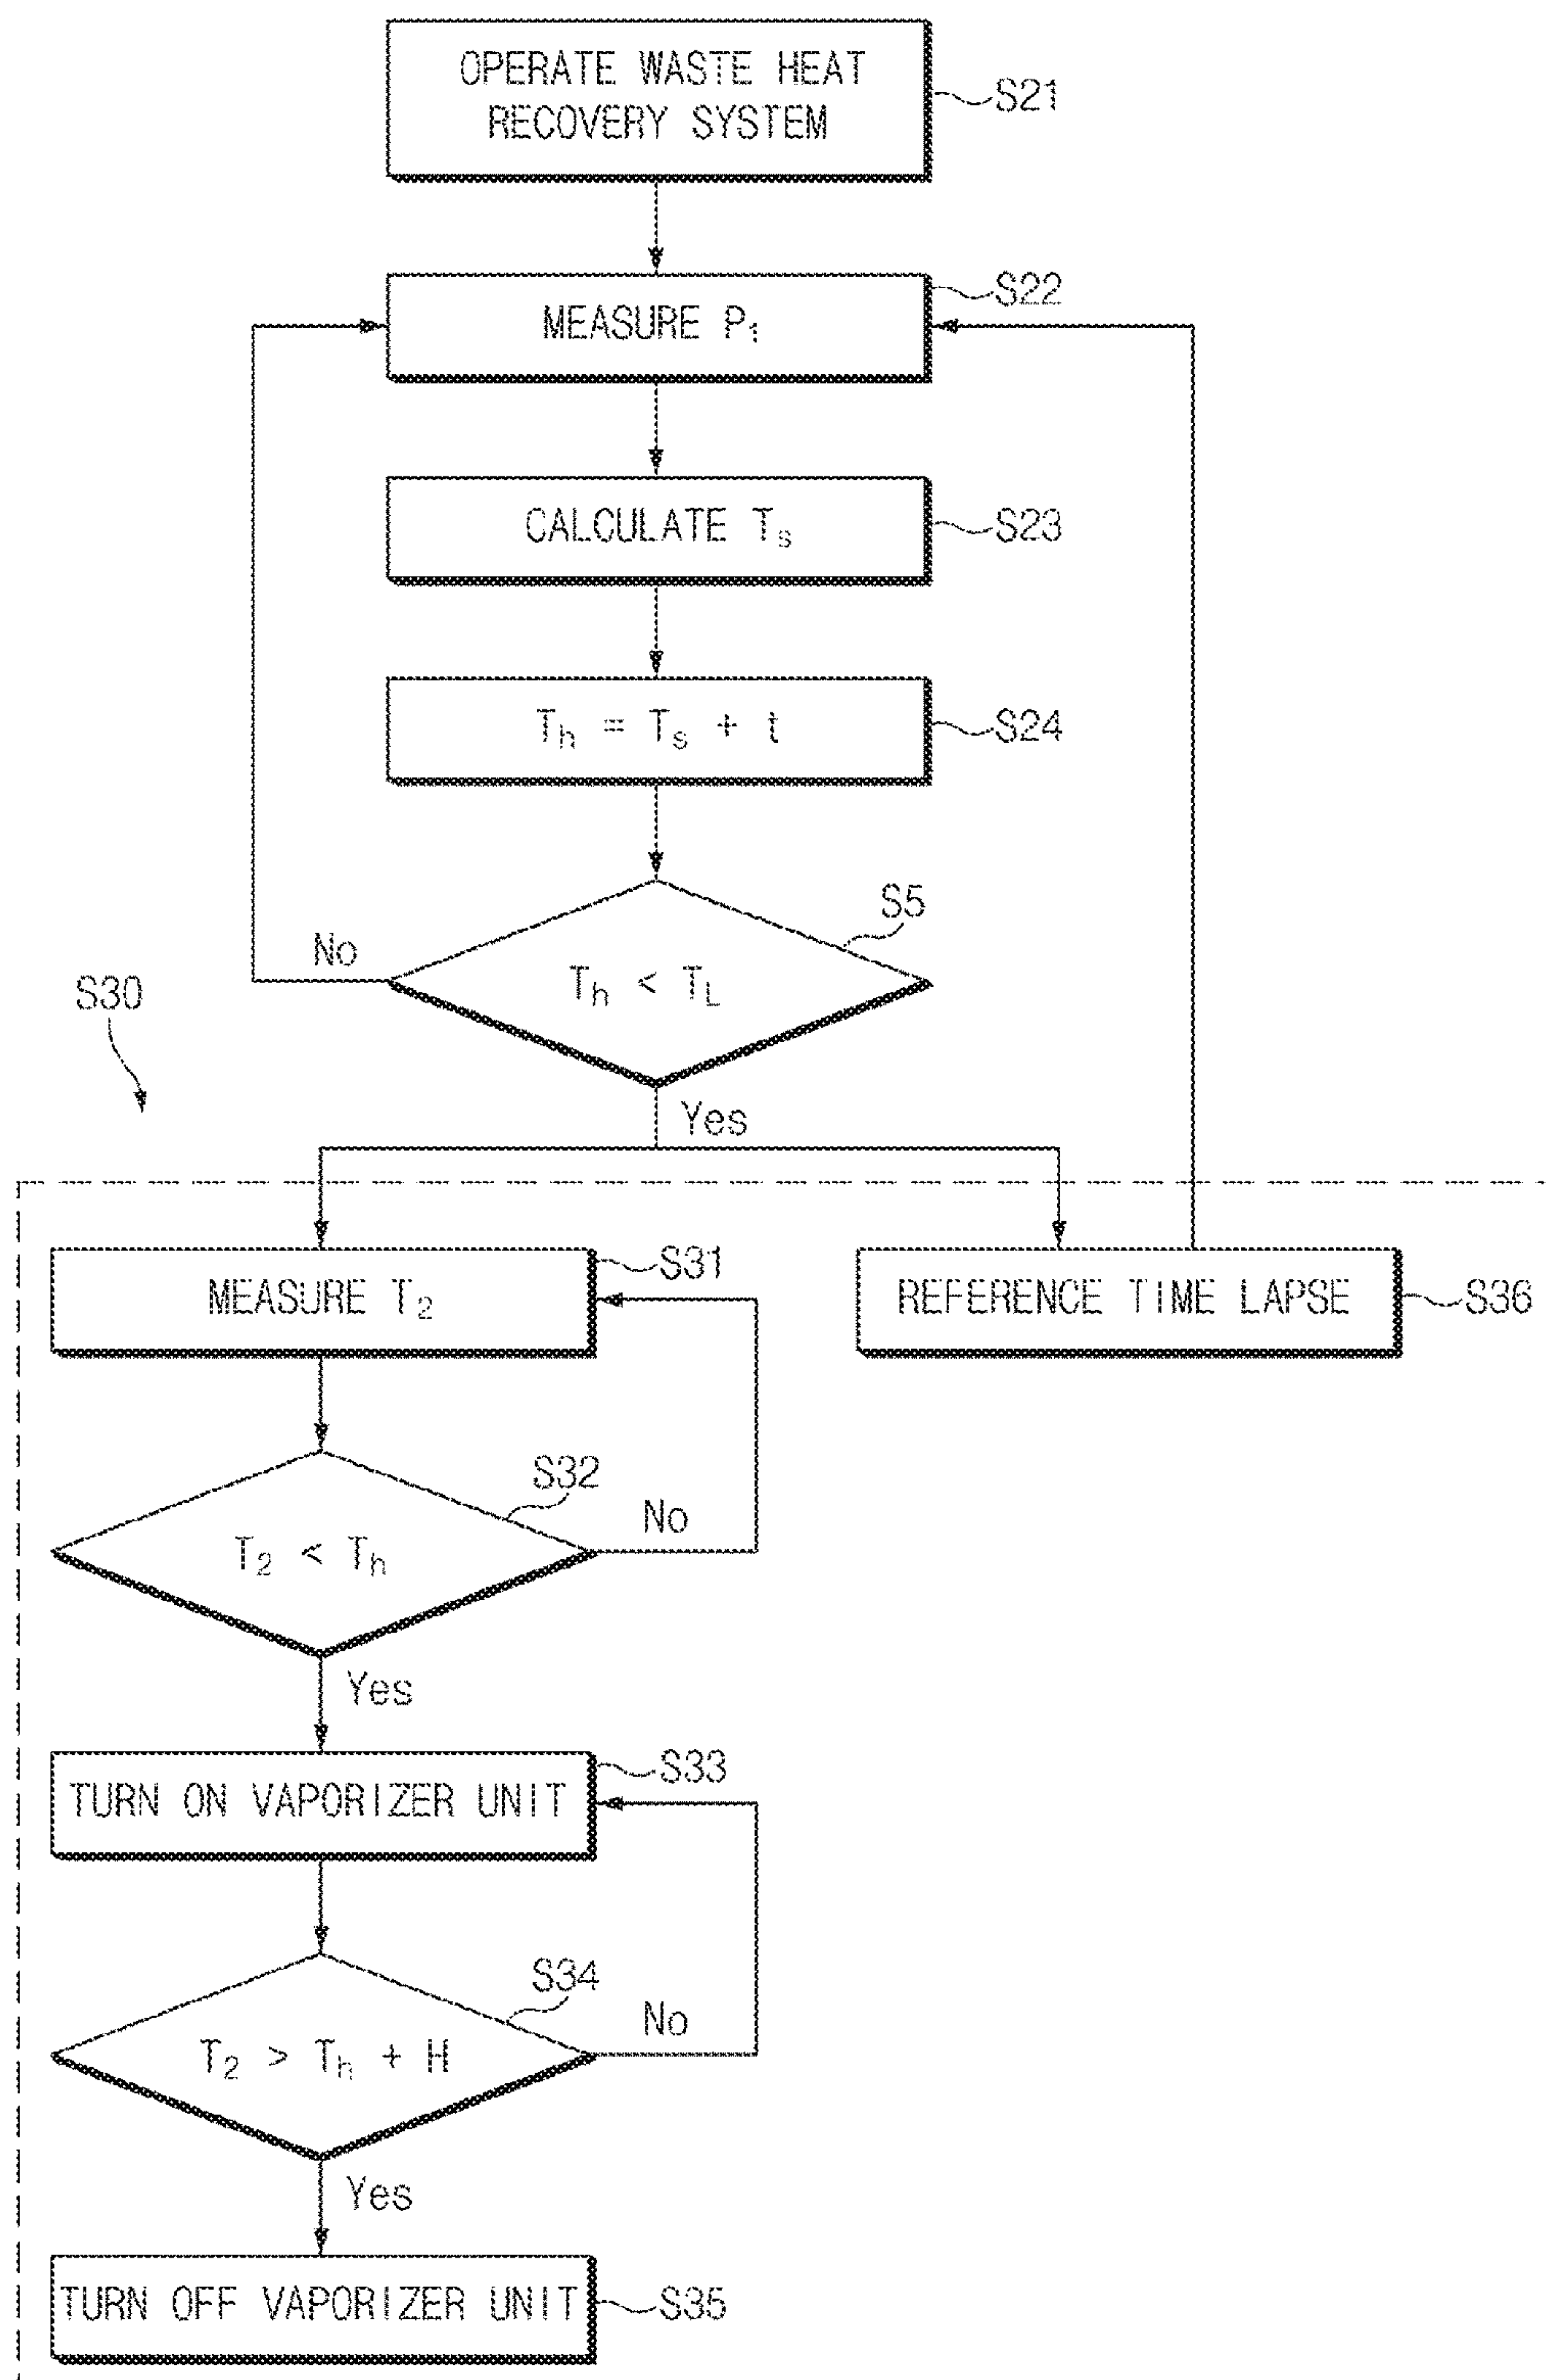 OPERATE WASTE HEAT
RECOVERY SYSTEM
S21
MEASURE P₁
S22
CALCULATE Tₛ
S23
Tₕ = Tₛ + t
S24
S5
Tₕ < T_L
No
S30
Yes
MEASURE T₂
S31
REFERENCE TIME LAPSE
S36
S32
T₂ < Tₕ
No
Yes
TURN ON VAPORIZER UNIT
S33
S34
T₂ > Tₕ + H
No
Yes
TURN OFF VAPORIZER UNIT
S35